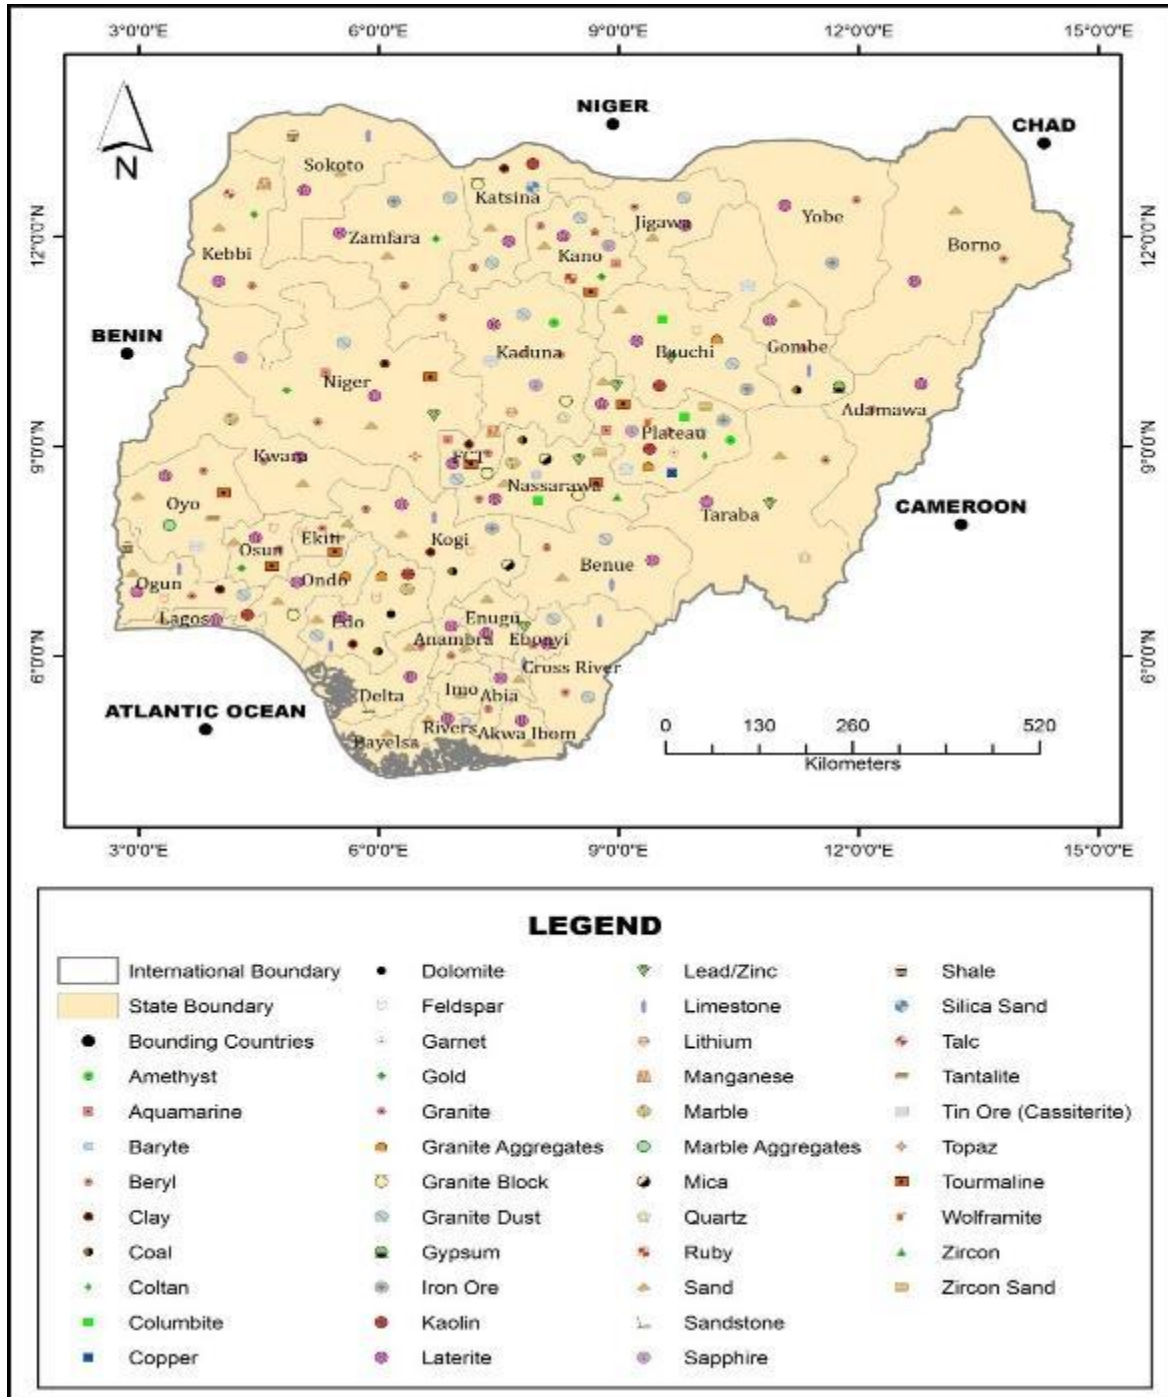 3°0'0"E 6°0'0"E 9°0'0"E 12°0'0"E 15°0'0"E
NIGER
CHAD
N
Sokoto
Katsina
Jigawa
Yobe
12°0'0"N
12°0'0"N
Zamfara
Kano
Borno
Kebbi
BENIN
Kaduna
Bauchi
Gombe
Niger
Adamawa
9°0'0"N
9°0'0"N
Plateau
Kwara
FCT
Nassarawa
Oyo
Taraba
CAMEROON
Ekiti
Kogi
Osun
Benue
Ogun
Ondo
Lagos
Edo
Enugu
Anambra
Ebonyi
6°0'0"N
6°0'0"N
Cross River
Delta
Imo
Abia
ATLANTIC OCEAN
Rivers
Akwa Ibom
Bayelsa
0 130 260 520
Kilometers
3°0'0"E 6°0'0"E 9°0'0"E 12°0'0"E 15°0'0"E
LEGEND
International Boundary
State Boundary
Bounding Countries
Amethyst
Aquamarine
Baryte
Beryl
Clay
Coal
Coltan
Columbite
Copper
Dolomite
Feldspar
Garnet
Gold
Granite
Granite Aggregates
Granite Block
Granite Dust
Gypsum
Iron Ore
Kaolin
Laterite
Lead/Zinc
Limestone
Lithium
Manganese
Marble
Marble Aggregates
Mica
Quartz
Ruby
Sand
Sandstone
Sapphire
Shale
Silica Sand
Talc
Tantalite
Tin Ore (Cassiterite)
Topaz
Tourmaline
Wolframite
Zircon
Zircon Sand